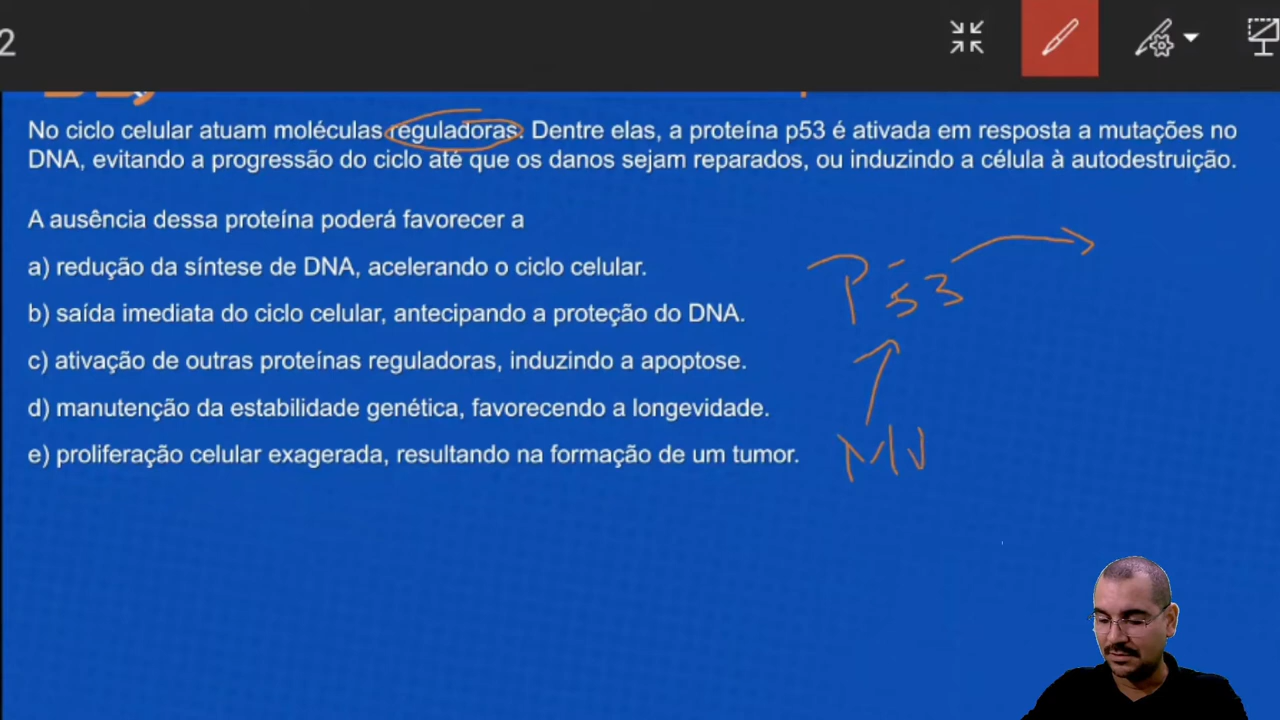 2
No ciclo celular atuam moléculas reguladoras. Dentre elas, a proteína p53 é ativada em resposta a mutações no
DNA, evitando a progressão do ciclo até que os danos sejam reparados, ou induzindo a célula à autodestruição.
A ausência dessa proteína poderá favorecer a
a) redução da síntese de DNA, acelerando o ciclo celular.
b) saída imediata do ciclo celular, antecipando a proteção do DNA.
c) ativação de outras proteínas reguladoras, induzindo a apoptose.
d) manutenção da estabilidade genética, favorecendo a longevidade.
e) proliferação celular exagerada, resultando na formação de um tumor.
P53
MU